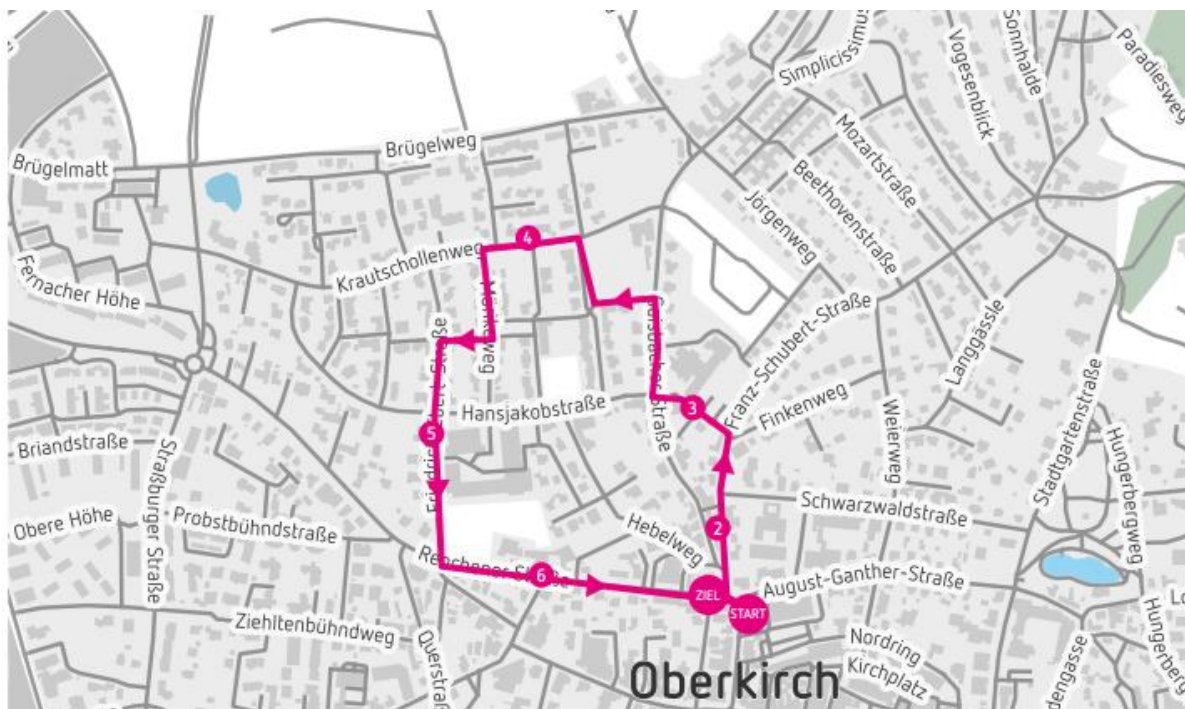 Simplicissimus
Vogesenblick
Sonnhalde
Paradiesweg
Brügelmatt
Brügelweg
Mozartstraße
Beethovenstraße
Jörgenweg
Fernacher Höhe
Krautschollenweg
4
Mörikeweg
Franz-Schubert-Straße
Langgässle
Finkenweg
Hansjakobstraße
3
5
Briandstraße
Straßburger Straße
Weierweg
Stadtgartenstraße
Hungerbergweg
Obere Höhe
Probstbühndstraße
Schwarzwaldstraße
2
Hebelweg
6
August-Ganther-Straße
ZIEL
START
Ziehltenbühndweg
Nordring
Kirchplatz
Oberkirch